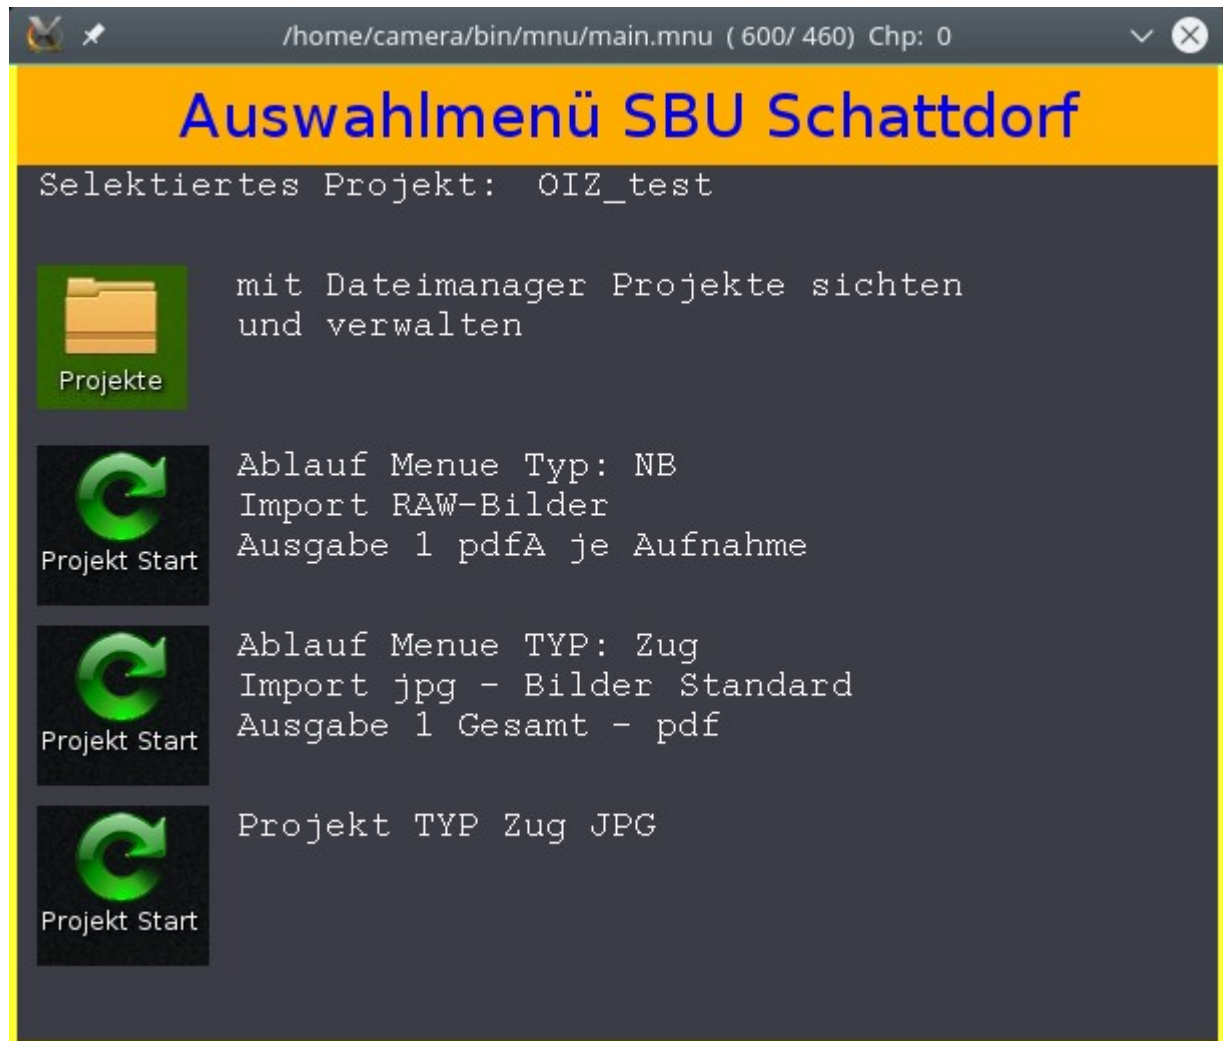 /home/camera/bin/mnu/main.mnu ( 600/ 460) Chp: 0
Auswahlmenü SBU Schattdorf
Selektiertes Projekt: OIZ_test
mit Dateimanager Projekte sichten
und verwalten
Projekte
Ablauf Menue Typ: NB
Import RAW-Bilder
Ausgabe 1 pdfA je Aufnahme
Projekt Start
Ablauf Menue TYP: Zug
Import jpg - Bilder Standard
Ausgabe 1 Gesamt - pdf
Projekt Start
Projekt TYP Zug JPG
Projekt Start